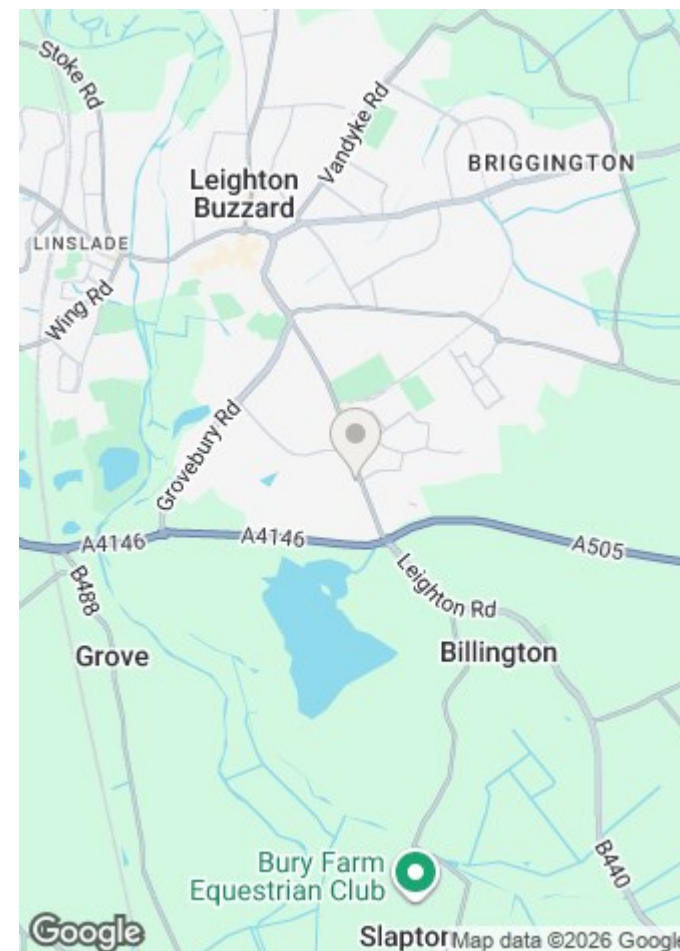 Stoke Rd
Vandyke Rd
BRIGGINGTON
Leighton
Buzzard
LINSLADE
Wing Rd
Grovebury Rd
A4146
A4146
A505
B488
Leighton Rd
Grove
Billington
B440
Bury Farm
Equestrian Club
Slapton
Google
Map data ©2026 Google